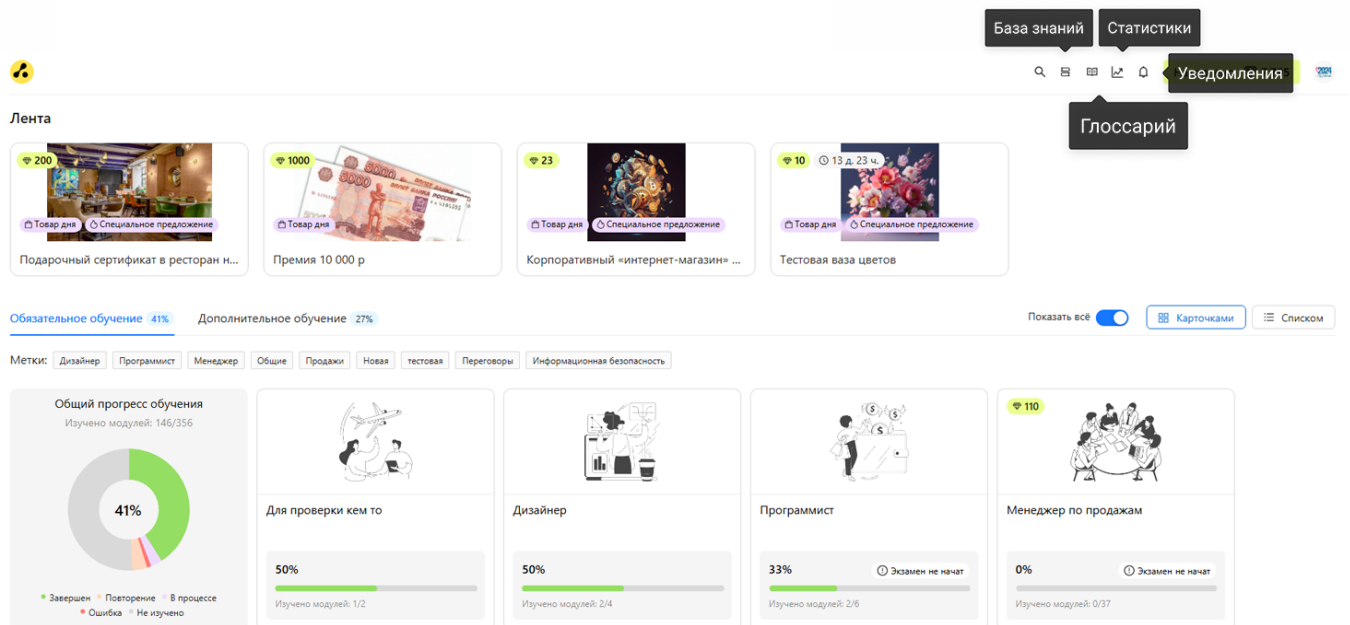 База знаний
Статистики
Уведомления
Глоссарий
Лента
200
Товар дня
Специальное предложение
Подарочный сертификат в ресторан н...
1000
5000
5000
Товар дня
Премия 10 000 р
23
Товар дня
Специальное предложение
Корпоративный «интернет-магазин» ...
10
13 д. 23 ч.
Товар дня
Специальное предложение
Тестовая ваза цветов
Обязательное обучение 41%
Дополнительное обучение 27%
Показать всё
Карточками
Списком
Метки: Дизайнер Программист Менеджер Общие Продажи Новая тестовая Переговоры Информационная безопасность
Общий прогресс обучения
Изучено модулей: 146/356
41%
Завершен Повторение В процессе
Ошибка Не изучено
Для проверки кем то
50%
Изучено модулей: 1/2
Дизайнер
50%
Изучено модулей: 2/4
Программист
33%
Экзамен не начат
Изучено модулей: 2/6
110
Менеджер по продажам
0%
Экзамен не начат
Изучено модулей: 0/37